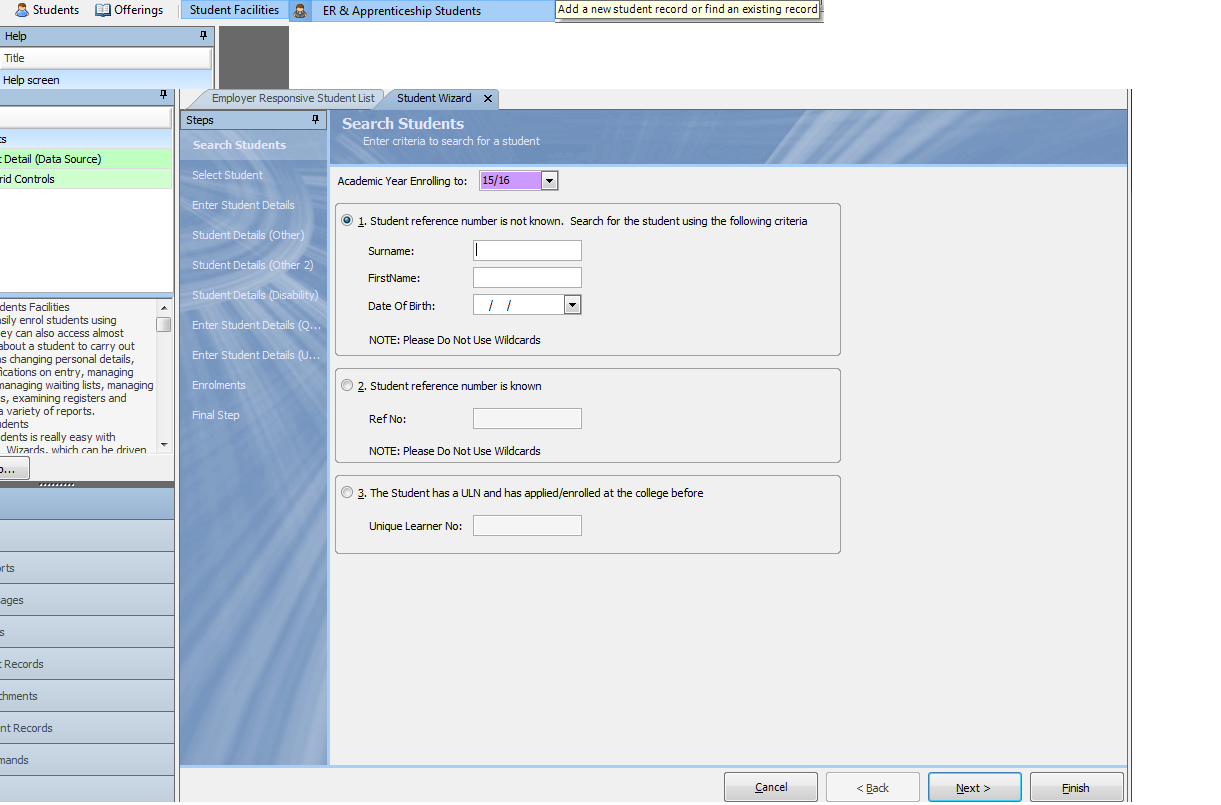 Students
Offerings
Student Facilities
ER & Apprenticeship Students
Add a new student record or find an existing record
Help
Title
Help screen
ts
t Detail (Data Source)
rid Controls
dents Facilities
asily enrol students using
ey can also access almost
about a student to carry out
as changing personal details,
fications on entry, managing
managing waiting lists, managing
s, examining registers and
a variety of reports.
udents
dents is really easy with
Wizards, which can be driven
o...
orts
ages
s
t Records
chments
nt Records
mands
Employer Responsive Student List
Student Wizard
Steps
Search Students
Select Student
Enter Student Details
Student Details (Other)
Student Details (Other 2)
Student Details (Disability)
Enter Student Details (Q...
Enter Student Details (U...
Enrolments
Final Step
Search Students
Enter criteria to search for a student
Academic Year Enrolling to: 15/16
1. Student reference number is not known. Search for the student using the following criteria
Surname:
FirstName:
Date Of Birth: / /
NOTE: Please Do Not Use Wildcards
2. Student reference number is known
Ref No:
NOTE: Please Do Not Use Wildcards
3. The Student has a ULN and has applied/enrolled at the college before
Unique Learner No:
Cancel
< Back
Next >
Finish